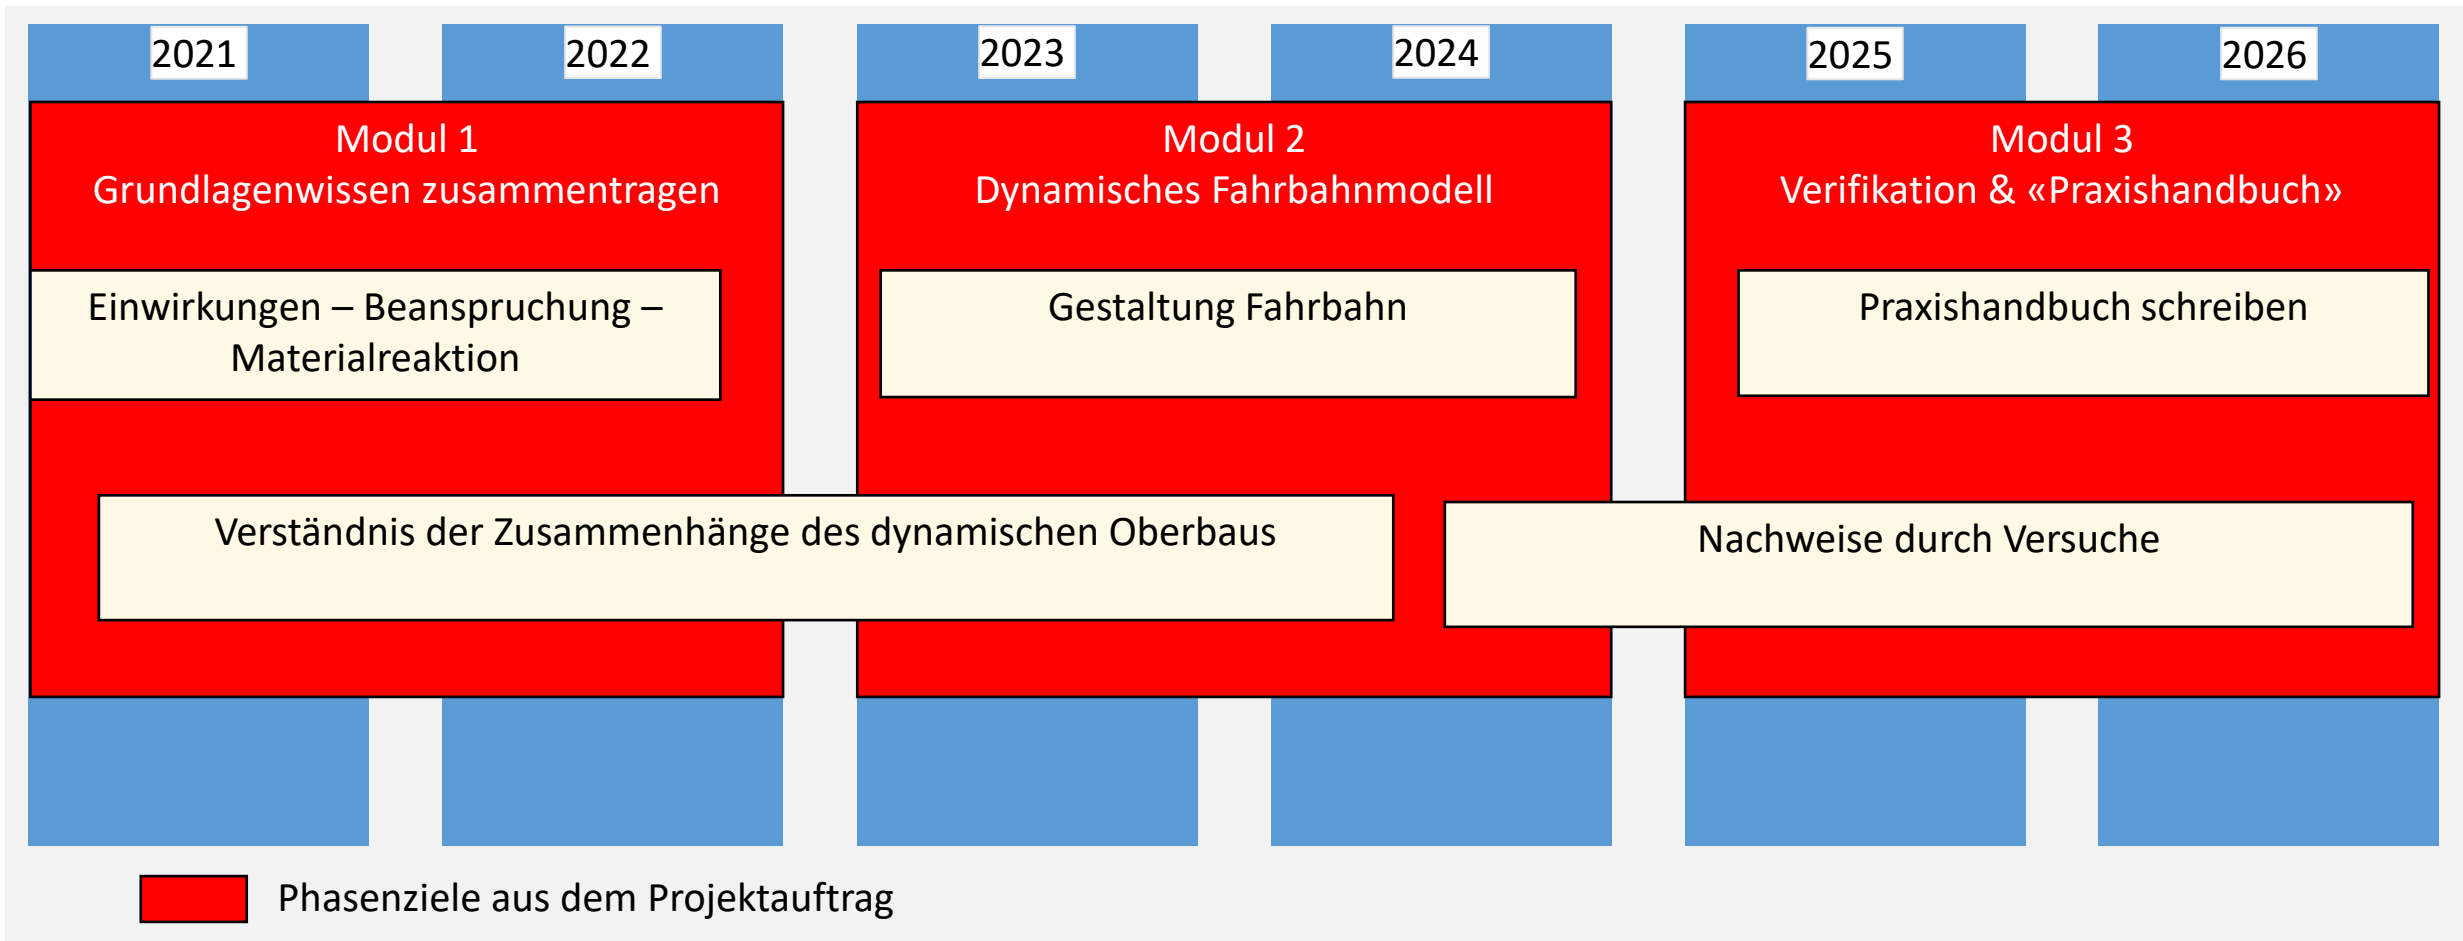 2021
2022
2023
2024
2025
2026
Modul 1
Grundlagenwissen zusammentragen
Modul 2
Dynamisches Fahrbahnmodell
Modul 3
Verifikation & «Praxishandbuch»
Einwirkungen – Beanspruchung –
Materialreaktion
Gestaltung Fahrbahn
Praxishandbuch schreiben
Verständnis der Zusammenhänge des dynamischen Oberbaus
Nachweise durch Versuche
Phasenziele aus dem Projektauftrag